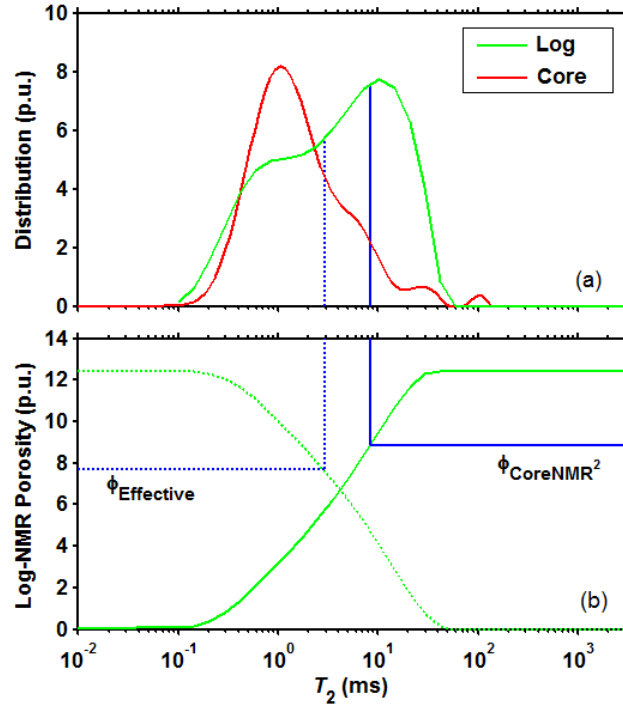 10
8
6
4
2
0
Distribution (p.u.)
Log
Core
(a)
14
12
10
8
6
4
2
0
Log-NMR Porosity (p.u.)
ϕEffective
ϕCoreNMR²
(b)
10⁻² 10⁻¹ 10⁰ 10¹ 10² 10³
T₂ (ms)